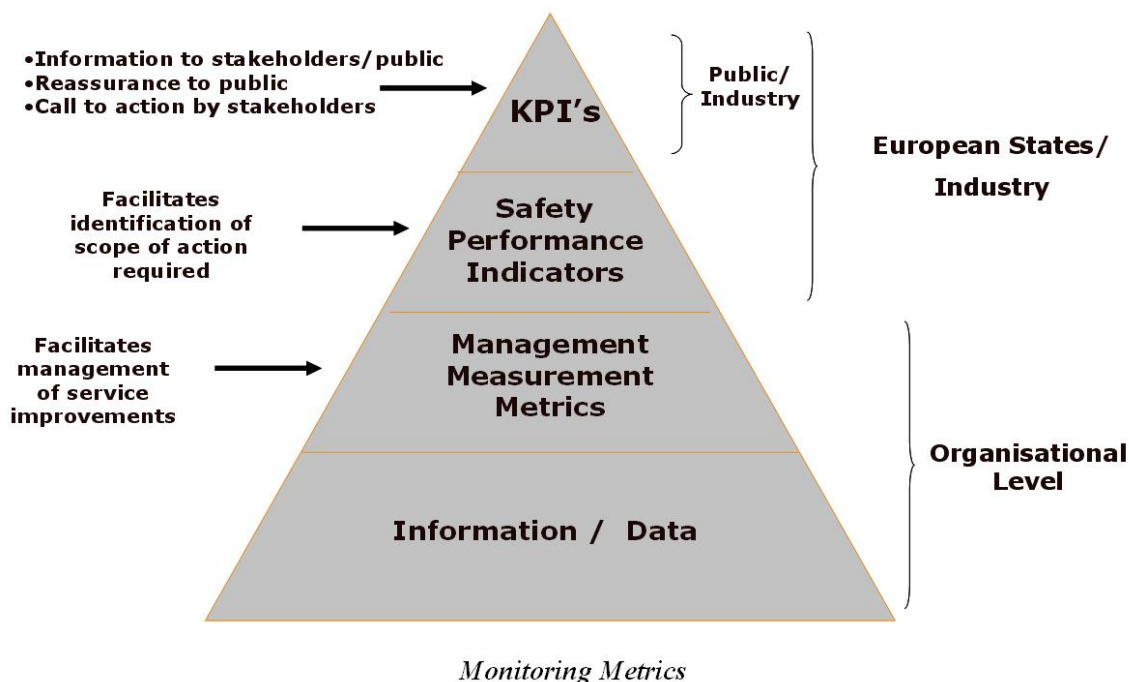 •Information to stakeholders/public
•Reassurance to public
•Call to action by stakeholders
KPI's
Public/
Industry
European States/
Industry
Facilitates
identification of
scope of action
required
Safety
Performance
Indicators
Facilitates
management
of service
improvements
Management
Measurement
Metrics
Organisational
Level
Information / Data
Monitoring Metrics